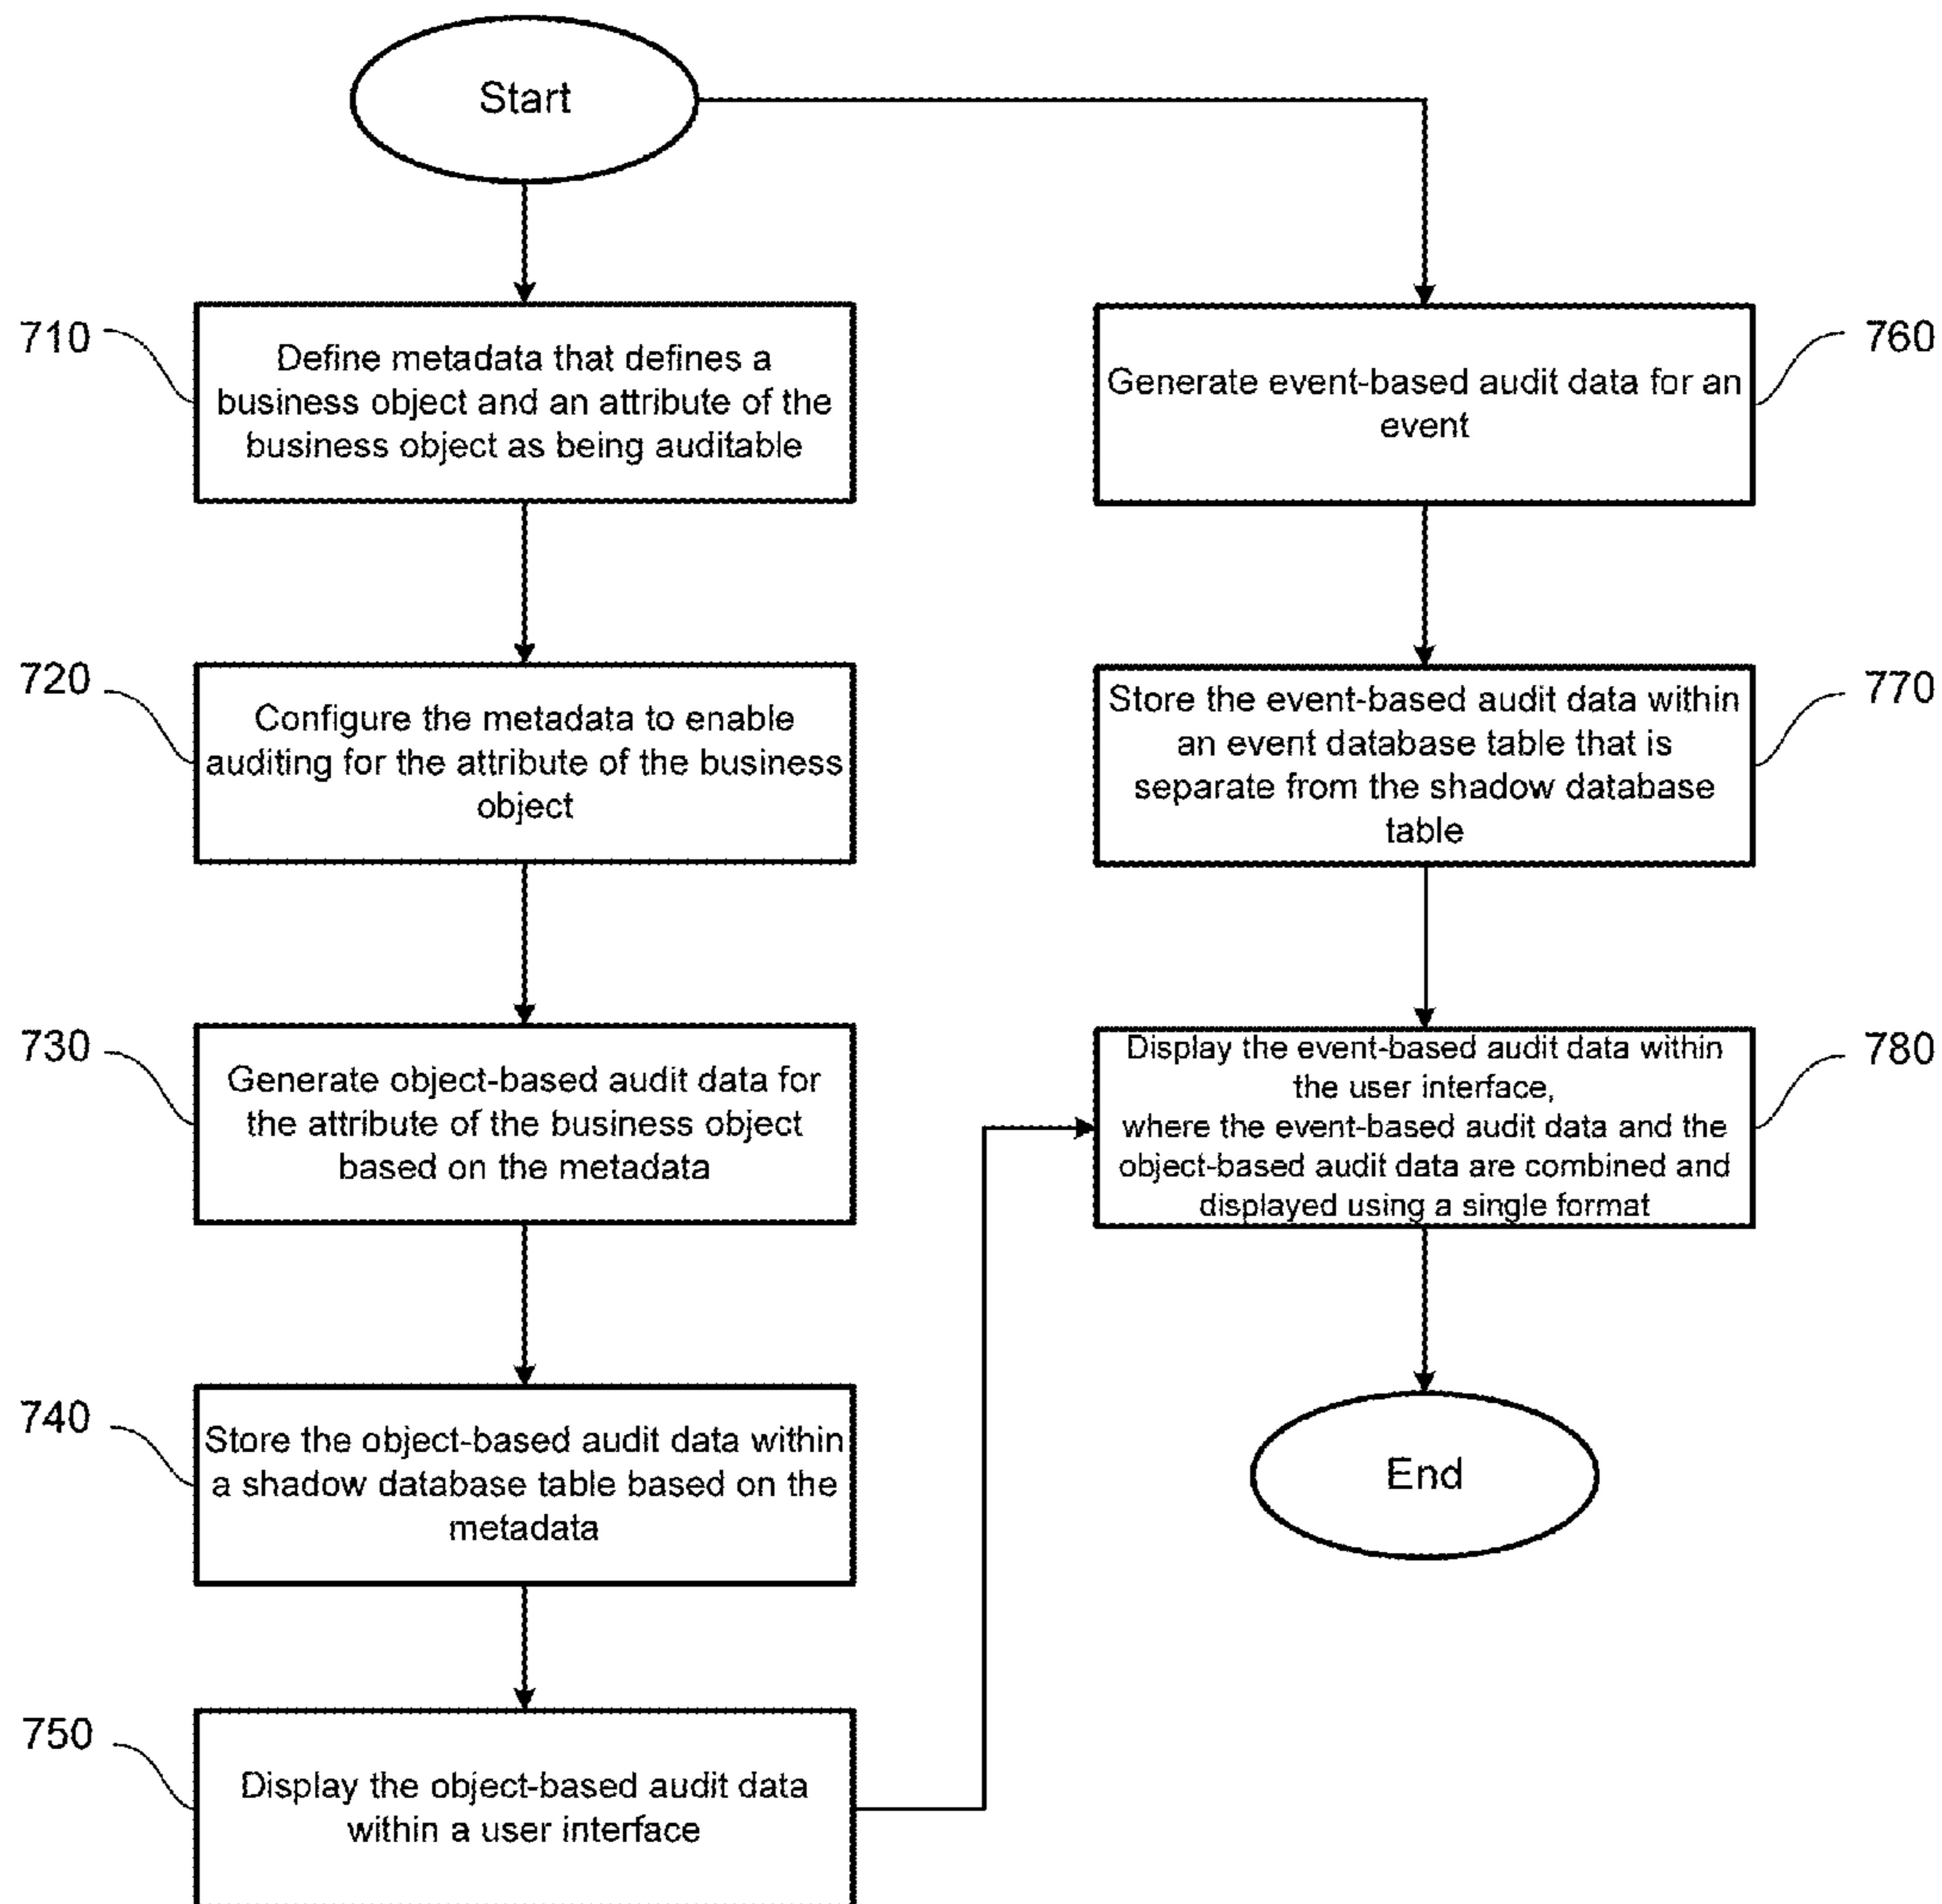 Start
710
Define metadata that defines a
business object and an attribute of the
business object as being auditable
720
Configure the metadata to enable
auditing for the attribute of the business
object
730
Generate object-based audit data for
the attribute of the business object
based on the metadata
740
Store the object-based audit data within
a shadow database table based on the
metadata
750
Display the object-based audit data
within a user interface
760
Generate event-based audit data for an
event
770
Store the event-based audit data within
an event database table that is
separate from the shadow database
table
780
Display the event-based audit data within
the user interface,
where the event-based audit data and the
object-based audit data are combined and
displayed using a single format
End